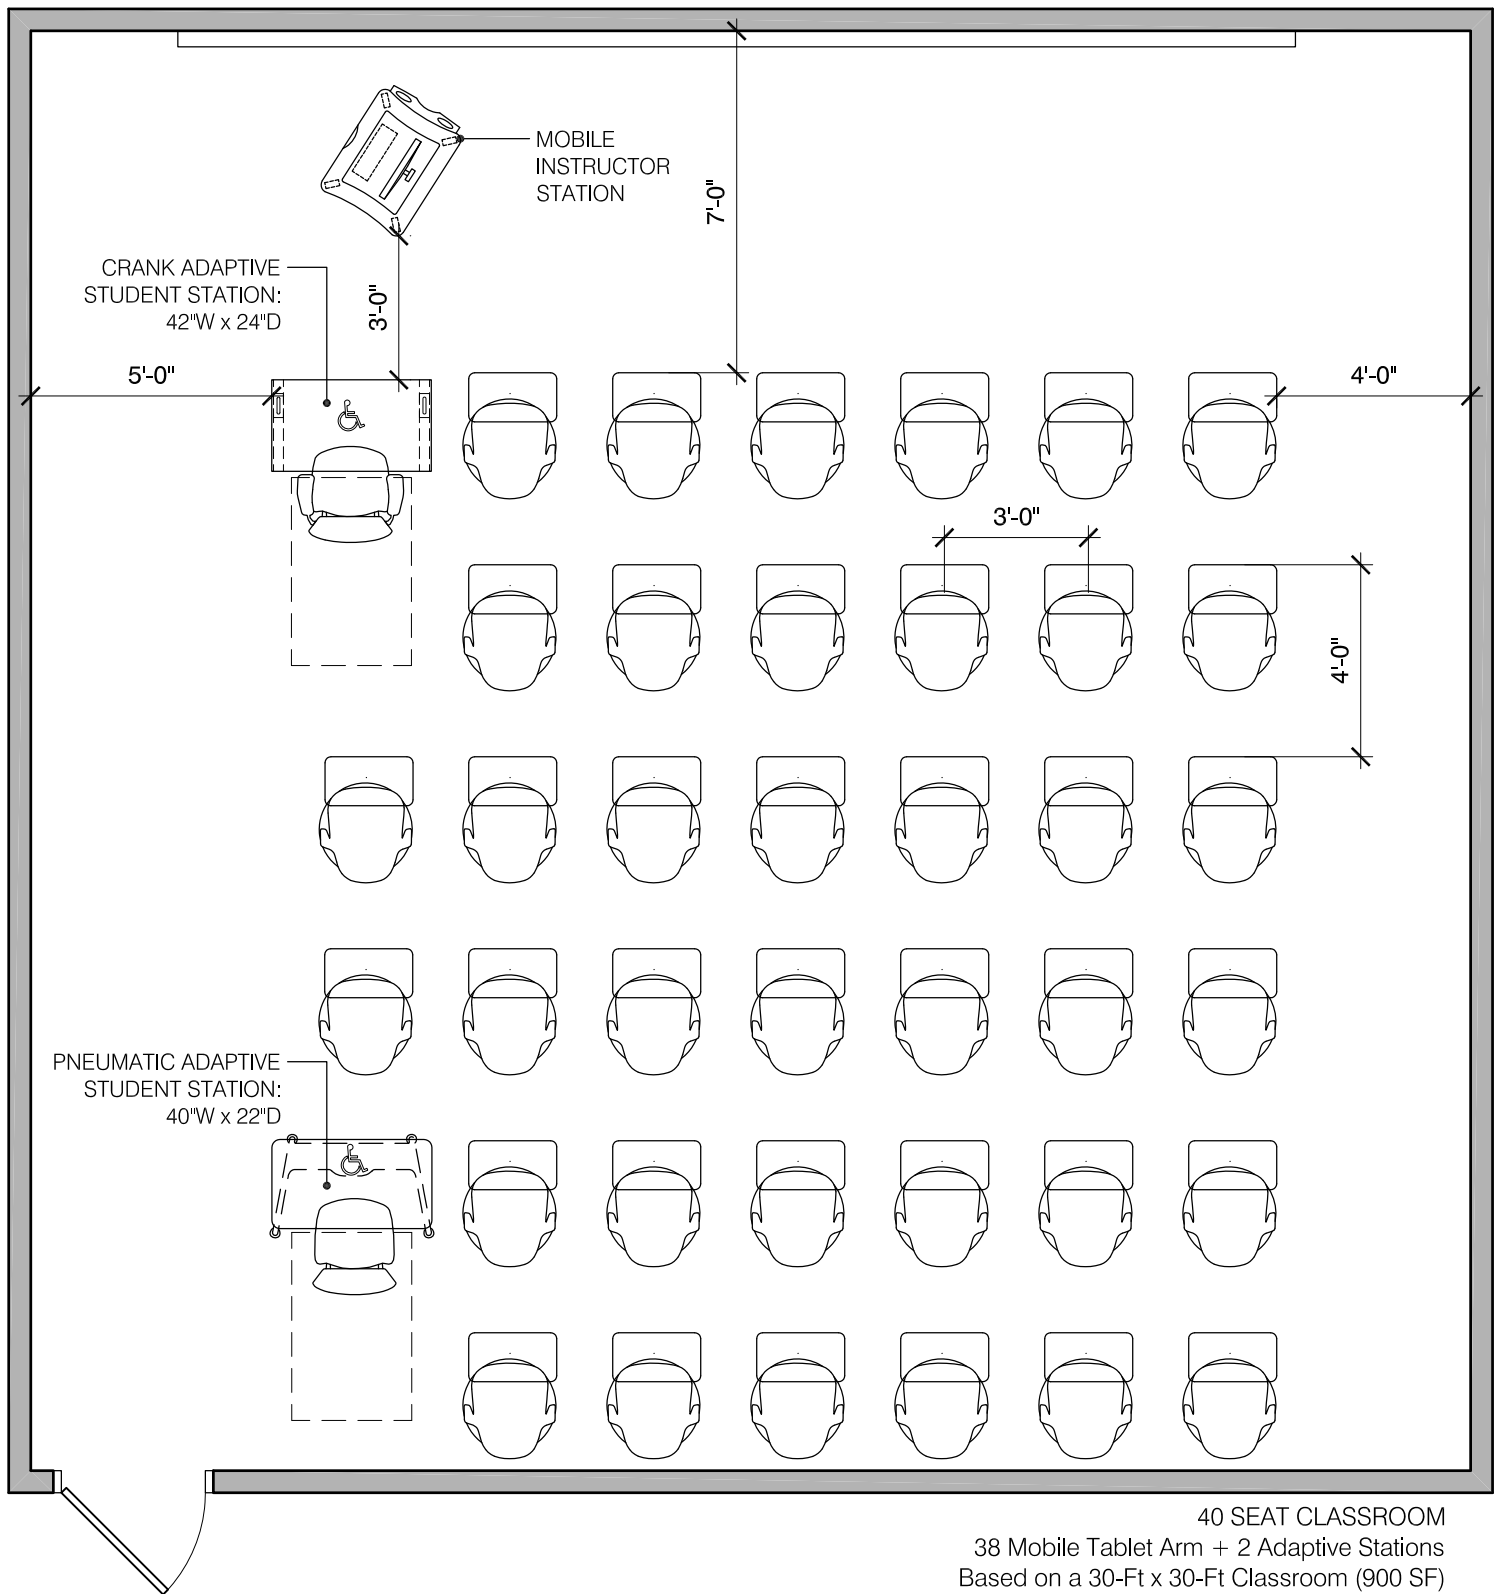 MOBILE
INSTRUCTOR
STATION
7'-0"
CRANK ADAPTIVE
STUDENT STATION:
42"W x 24"D
3'-0"
5'-0"
4'-0"
3'-0"
4'-0"
PNEUMATIC ADAPTIVE
STUDENT STATION:
40"W x 22"D
40 SEAT CLASSROOM
38 Mobile Tablet Arm + 2 Adaptive Stations
Based on a 30-Ft x 30-Ft Classroom (900 SF)